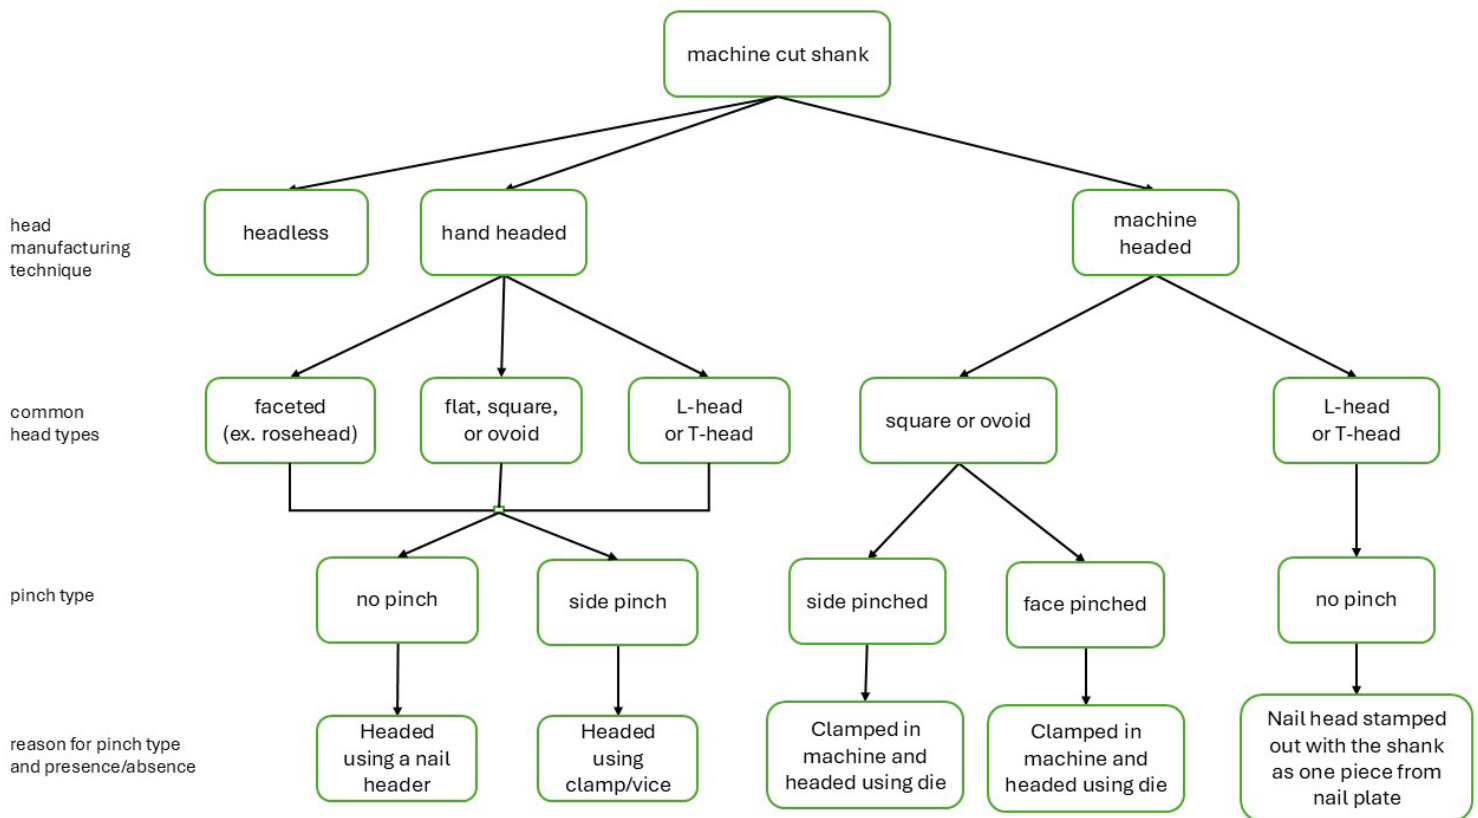 machine cut shank
head
manufacturing
technique
headless
hand headed
machine
headed
common
head types
faceted
(ex. rosehead)
flat, square,
or ovoid
L-head
or T-head
square or ovoid
L-head
or T-head
pinch type
no pinch
side pinch
side pinched
face pinched
no pinch
reason for pinch type
and presence/absence
Headed
using a nail
header
Headed
using
clamp/vice
Clamped in
machine and
headed using die
Clamped in
machine and
headed using die
Nail head stamped
out with the shank
as one piece from
nail plate